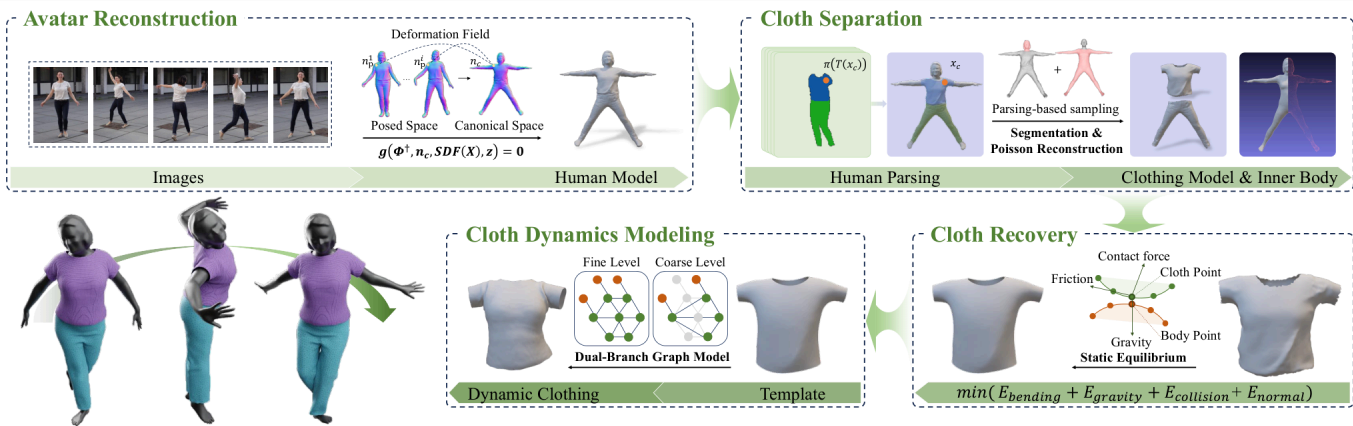 Avatar Reconstruction
Deformation Field
n_p^1
n_p^i
n_c
...
Posed Space
Canonical Space
g(Φ†, n_c, SDF(X), z) = 0
Images
Human Model
Cloth Separation
π(T(x_c))
x_c
+
Parsing-based sampling
Segmentation &
Poisson Reconstruction
Human Parsing
Clothing Model & Inner Body
Cloth Dynamics Modeling
Fine Level
Coarse Level
Dual-Branch Graph Model
Dynamic Clothing
Template
Cloth Recovery
Contact force
Friction
Cloth Point
Body Point
Gravity
Static Equilibrium
min(E_bending + E_gravity + E_collision + E_normal)